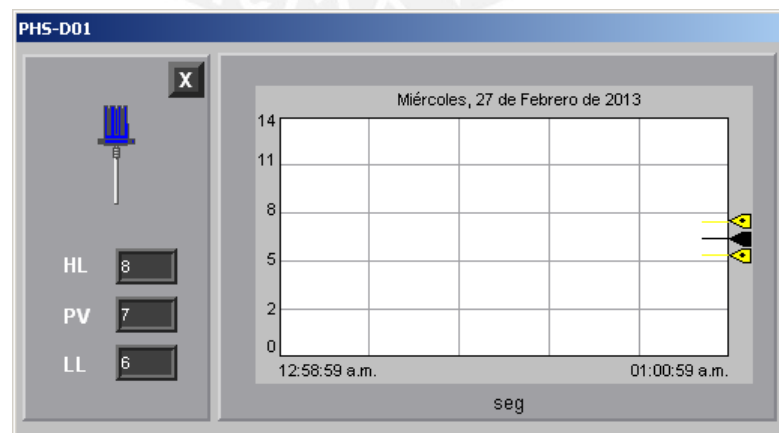 PHS-D01
X
HL 8
PV 7
LL 6
Miércoles, 27 de Febrero de 2013
14
11
8
5
2
0
12:58:59 a.m. 01:00:59 a.m.
seg